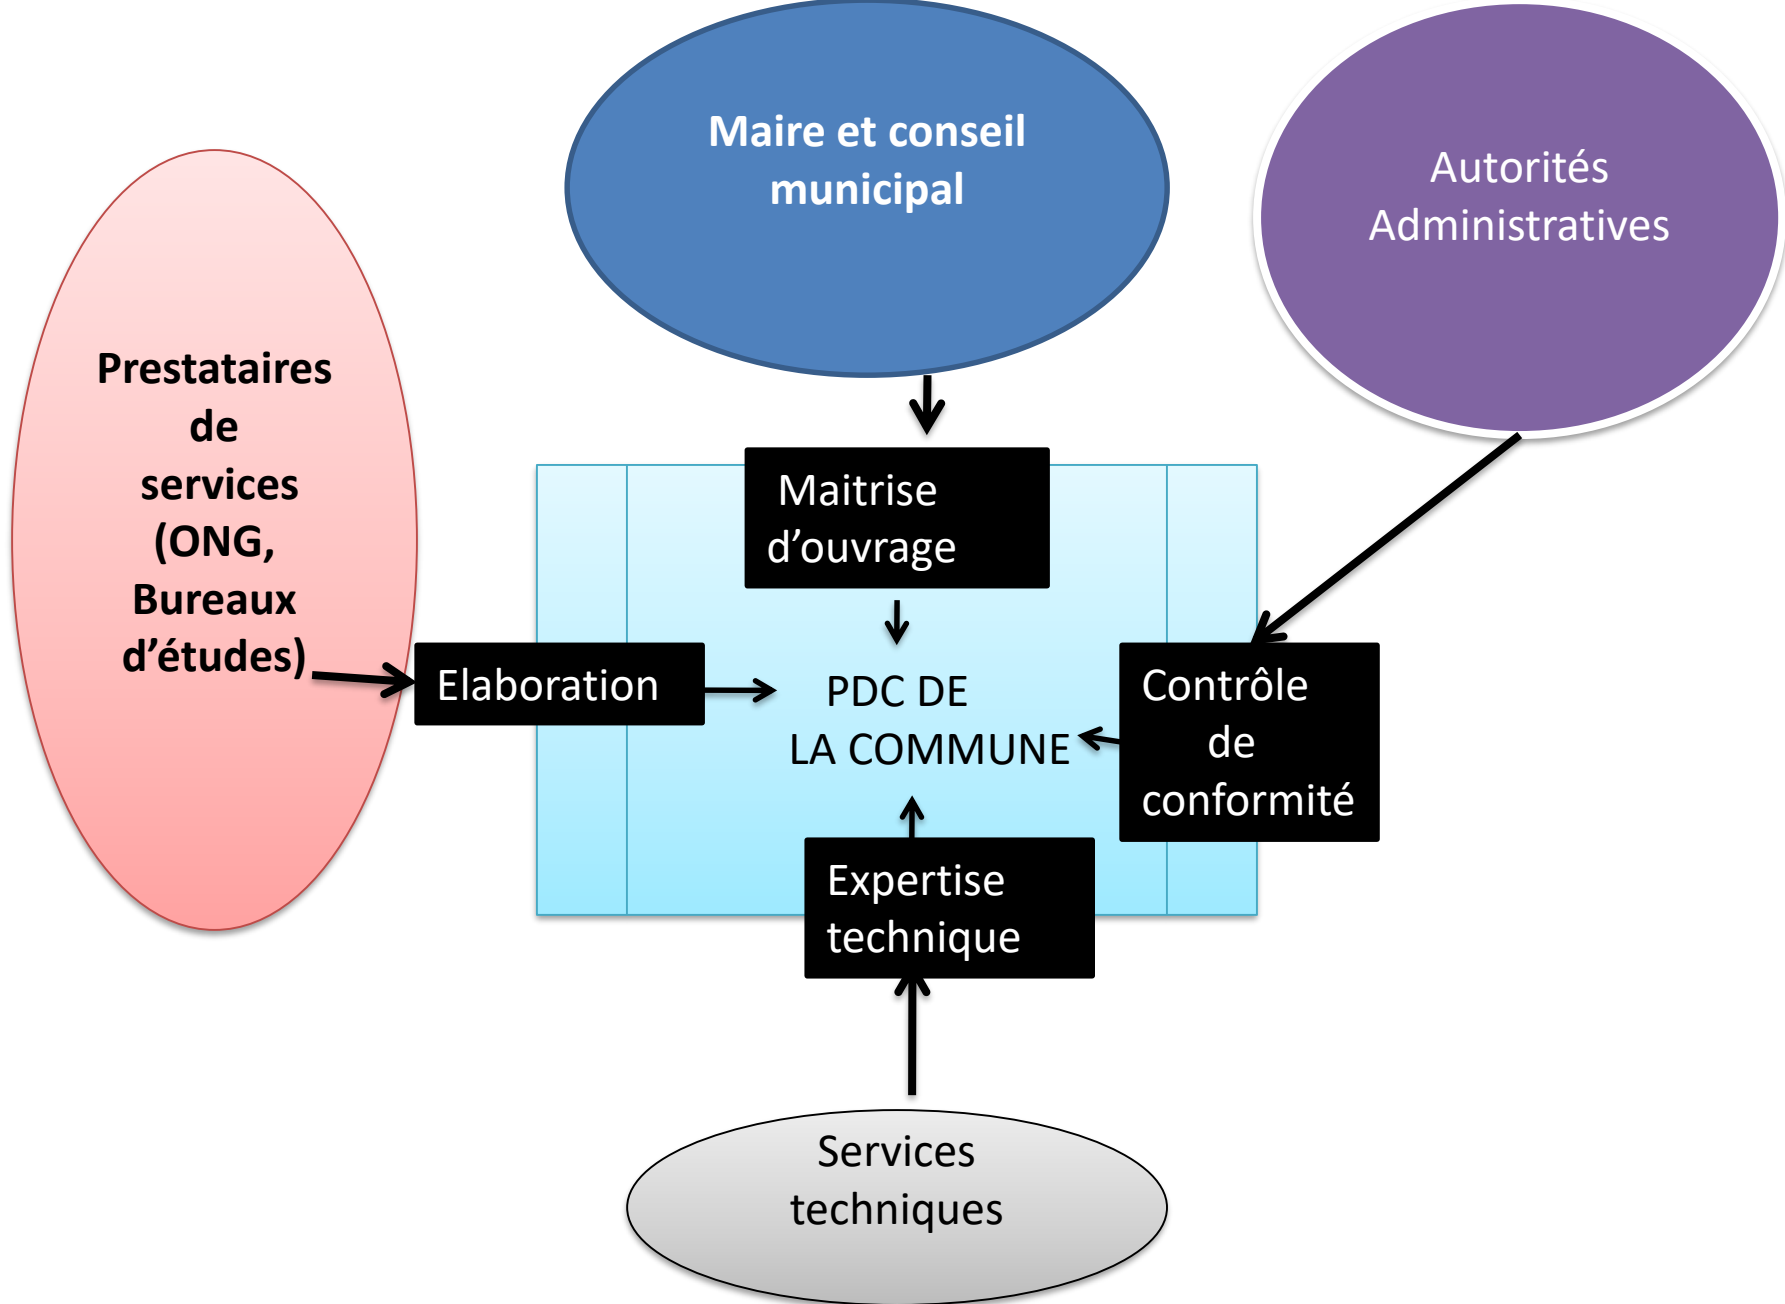 Maire et conseil
municipal
Autorités
Administratives
Prestataires
de
services
(ONG,
Bureaux
d’études)
Maitrise
d’ouvrage
Elaboration
PDC DE
LA COMMUNE
Contrôle
de
conformité
Expertise
technique
Services
techniques